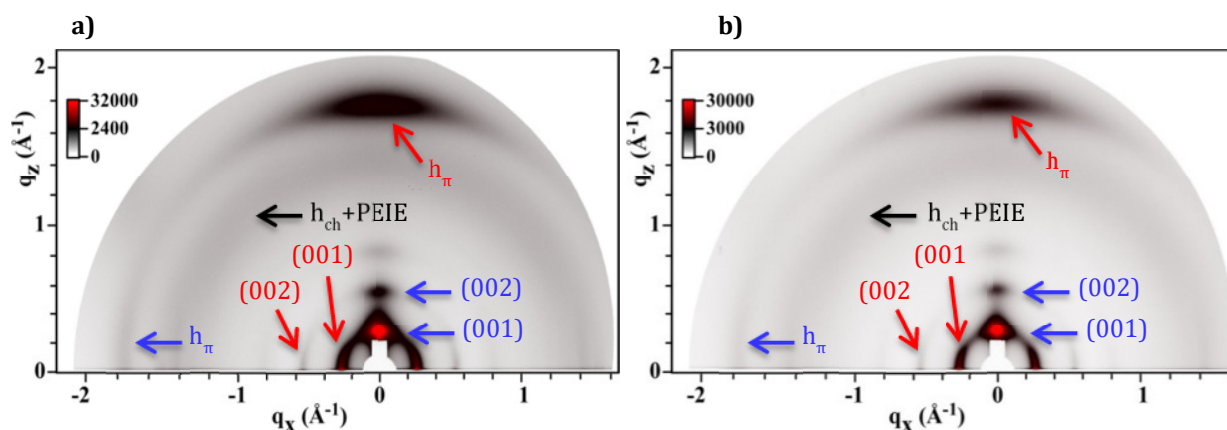 a)
2
32000
2400
0
q_z (Å⁻¹)
h_π
1
h_ch+PEIE
(001)
(002)
(002)
(001)
h_π
0
-2
-1
0
1
q_x (Å⁻¹)
b)
2
30000
3000
0
q_z (Å⁻¹)
h_π
1
h_ch+PEIE
(001
(002
(002)
(001)
h_π
0
-2
-1
0
1
q_x (Å⁻¹)